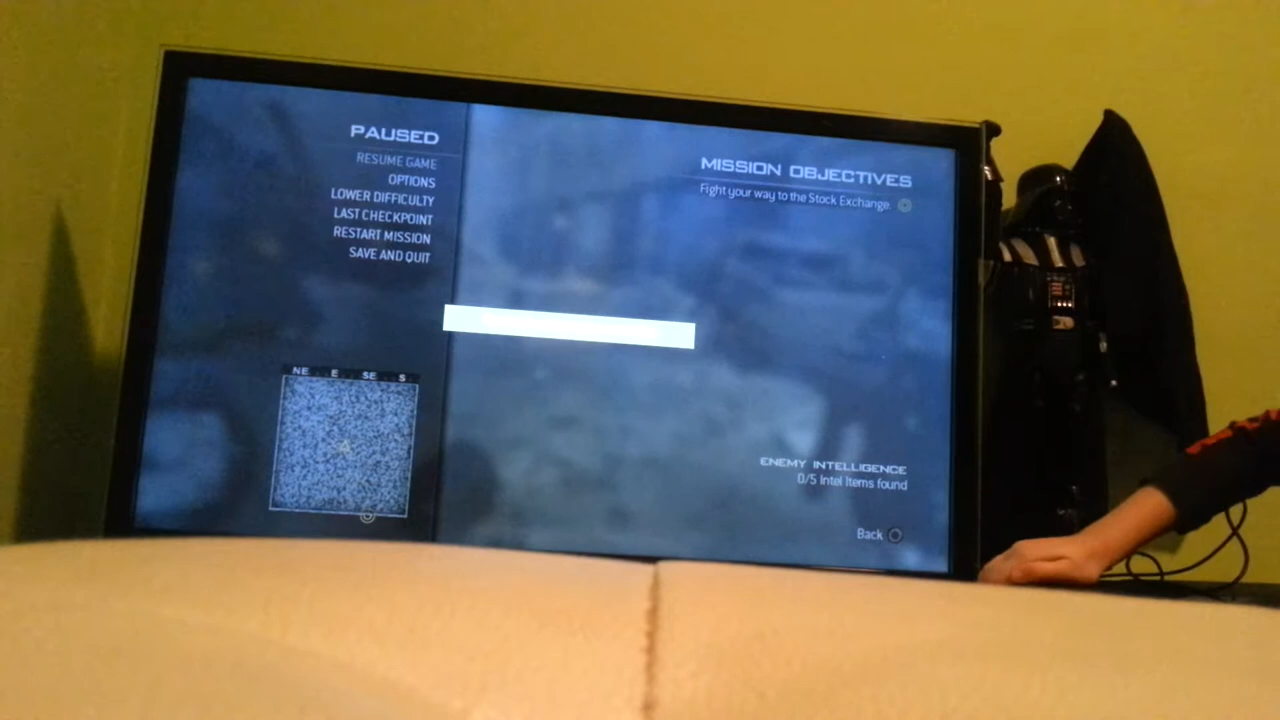 PAUSED
RESUME GAME
OPTIONS
LOWER DIFFICULTY
LAST CHECKPOINT
RESTART MISSION
SAVE AND QUIT
MISSION OBJECTIVES
Fight your way to the Stock Exchange.
NE E SE S
ENEMY INTELLIGENCE
0/5 Intel Items found
Back